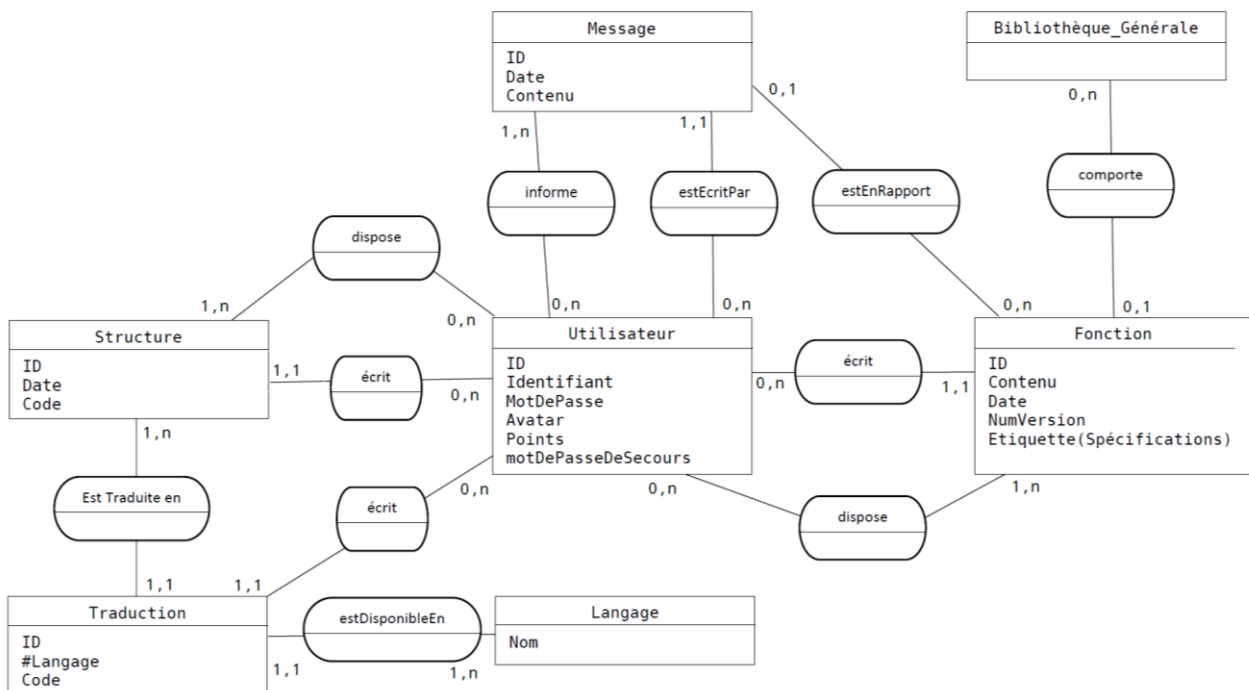 Message
ID
Date
Contenu
Bibliothèque_Générale
0,n
0,1
1,n
1,1
informe
estEcritPar
estEnRapport
comporte
dispose
1,n
0,n
0,n
0,n
0,n
0,1
Structure
ID
Date
Code
Utilisateur
ID
Identifiant
MotDePasse
Avatar
Points
motDePasseDeSecours
Fonction
ID
Contenu
Date
NumVersion
Etiquette(Spécifications)
1,1
écrit
0,n
0,n
écrit
1,1
1,n
Est Traduite en
écrit
0,n
0,n
dispose
1,n
1,1
1,1
Traduction
ID
#Langage
Code
estDisponibleEn
1,1
1,n
Langage
Nom